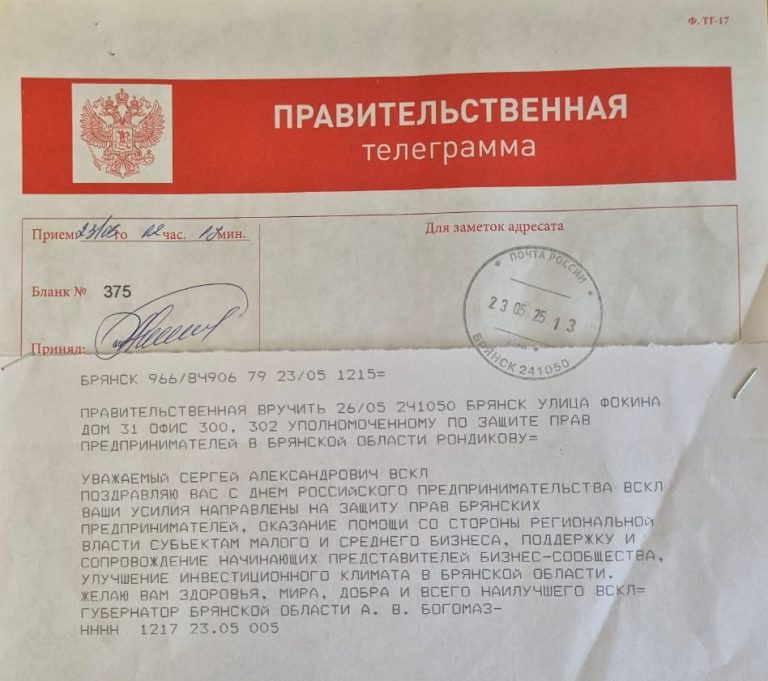 Ф. ТГ-17
ПРАВИТЕЛЬСТВЕННАЯ
телеграмма
Прием 23/05 го 12 час. мин.
Для заметок адресата
Бланк № 375
Принял:
ПОЧТА РОССИИ
23 05 25 13
БРЯНСК 241050
БРЯНСК 966/84906 79 23/05 1215=
ПРАВИТЕЛЬСТВЕННАЯ ВРУЧИТЬ 26/05 241050 БРЯНСК УЛИЦА ФОКИНА
ДОМ 31 ОФИС 300, 302 УПОЛНОМОЧЕННОМУ ПО ЗАЩИТЕ ПРАВ
ПРЕДПРИНИМАТЕЛЕЙ В БРЯНСКОЙ ОБЛАСТИ РОНДИКОВУ=
УВАЖАЕМЫЙ СЕРГЕЙ АЛЕКСАНДРОВИЧ ВСКЛ
ПОЗДРАВЛЯЮ ВАС С ДНЕМ РОССИЙСКОГО ПРЕДПРИНИМАТЕЛЬСТВА ВСКЛ
ВАШИ УСИЛИЯ НАПРАВЛЕНЫ НА ЗАЩИТУ ПРАВ БРЯНСКИХ
ПРЕДПРИНИМАТЕЛЕЙ, ОКАЗАНИЕ ПОМОЩИ СО СТОРОНЫ РЕГИОНАЛЬНОЙ
ВЛАСТИ СУБЬЕКТАМ МАЛОГО И СРЕДНЕГО БИЗНЕСА, ПОДДЕРЖКУ И
СОПРОВОЖДЕНИЕ НАЧИНАЮЩИХ ПРЕДСТАВИТЕЛЕЙ БИЗНЕС-СООБЩЕСТВА,
УЛУЧШЕНИЕ ИНВЕСТИЦИОННОГО КЛИМАТА В БРЯНСКОЙ ОБЛАСТИ.
ЖЕЛАЮ ВАМ ЗДОРОВЬЯ, МИРА, ДОБРА И ВСЕГО НАИЛУЧШЕГО ВСКЛ=
ГУБЕРНАТОР БРЯНСКОЙ ОБЛАСТИ А. В. БОГОМАЗ-
НННН 1217 23.05 005